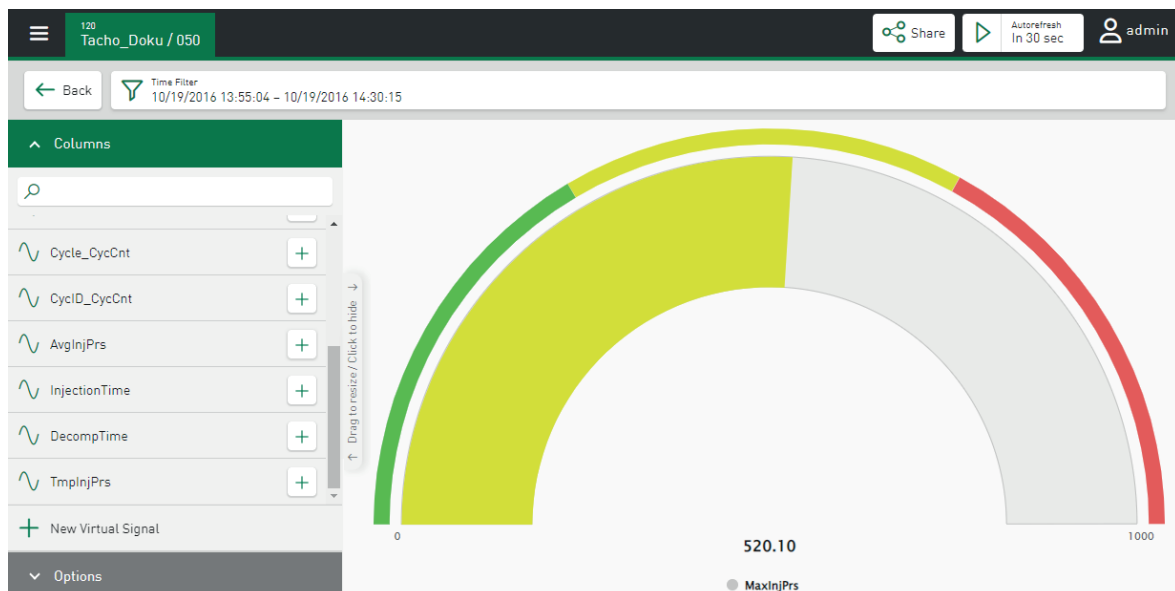 120
Tacho_Doku / 050
Share
Autorefresh
In 30 sec
admin
Back
Time Filter
10/19/2016 13:55:04 – 10/19/2016 14:30:15
Columns
Cycle_CycCnt
CycID_CycCnt
AvgInjPrs
InjectionTime
DecompTime
TmpInjPrs
New Virtual Signal
Options
← Drag to resize / Click to hide →
0
1000
520.10
MaxInjPrs